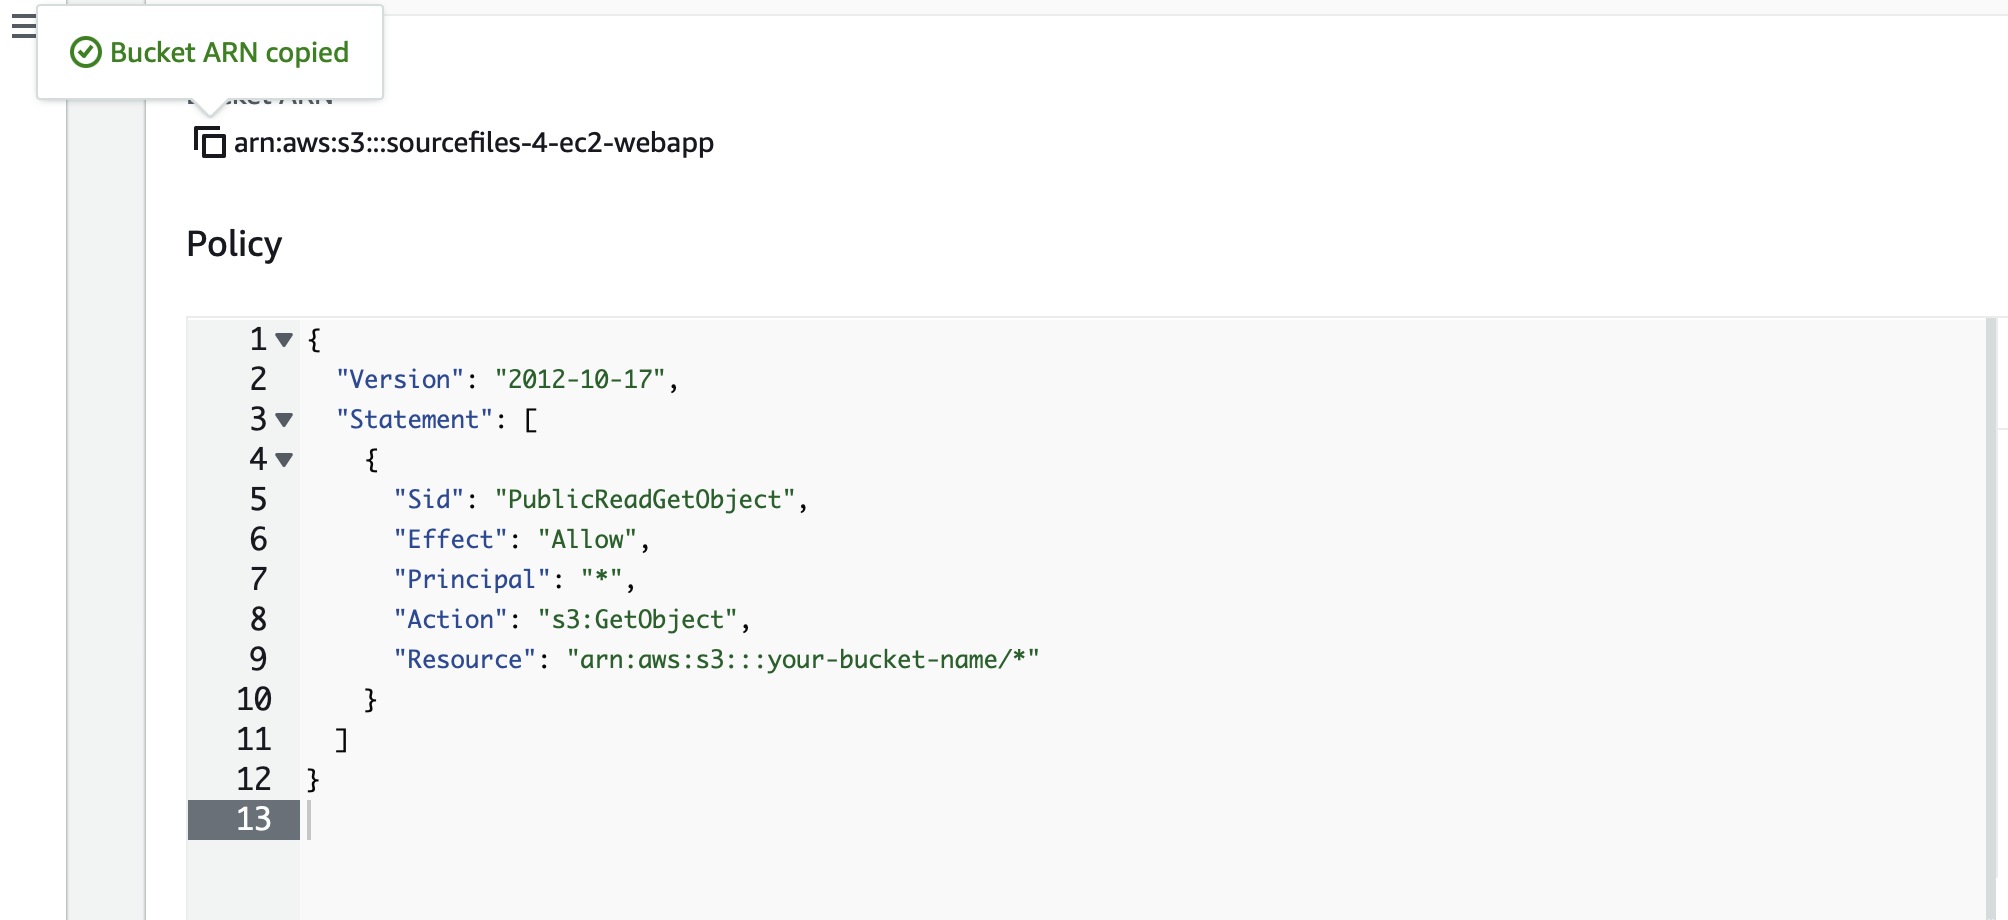 Bucket ARN copied
arn:aws:s3:::sourcefiles-4-ec2-webapp
Policy
1 {
2 "Version": "2012-10-17",
3 "Statement": [
4 {
5 "Sid": "PublicReadGetObject",
6 "Effect": "Allow",
7 "Principal": "*",
8 "Action": "s3:GetObject",
9 "Resource": "arn:aws:s3:::your-bucket-name/*"
10 }
11 ]
12 }
13